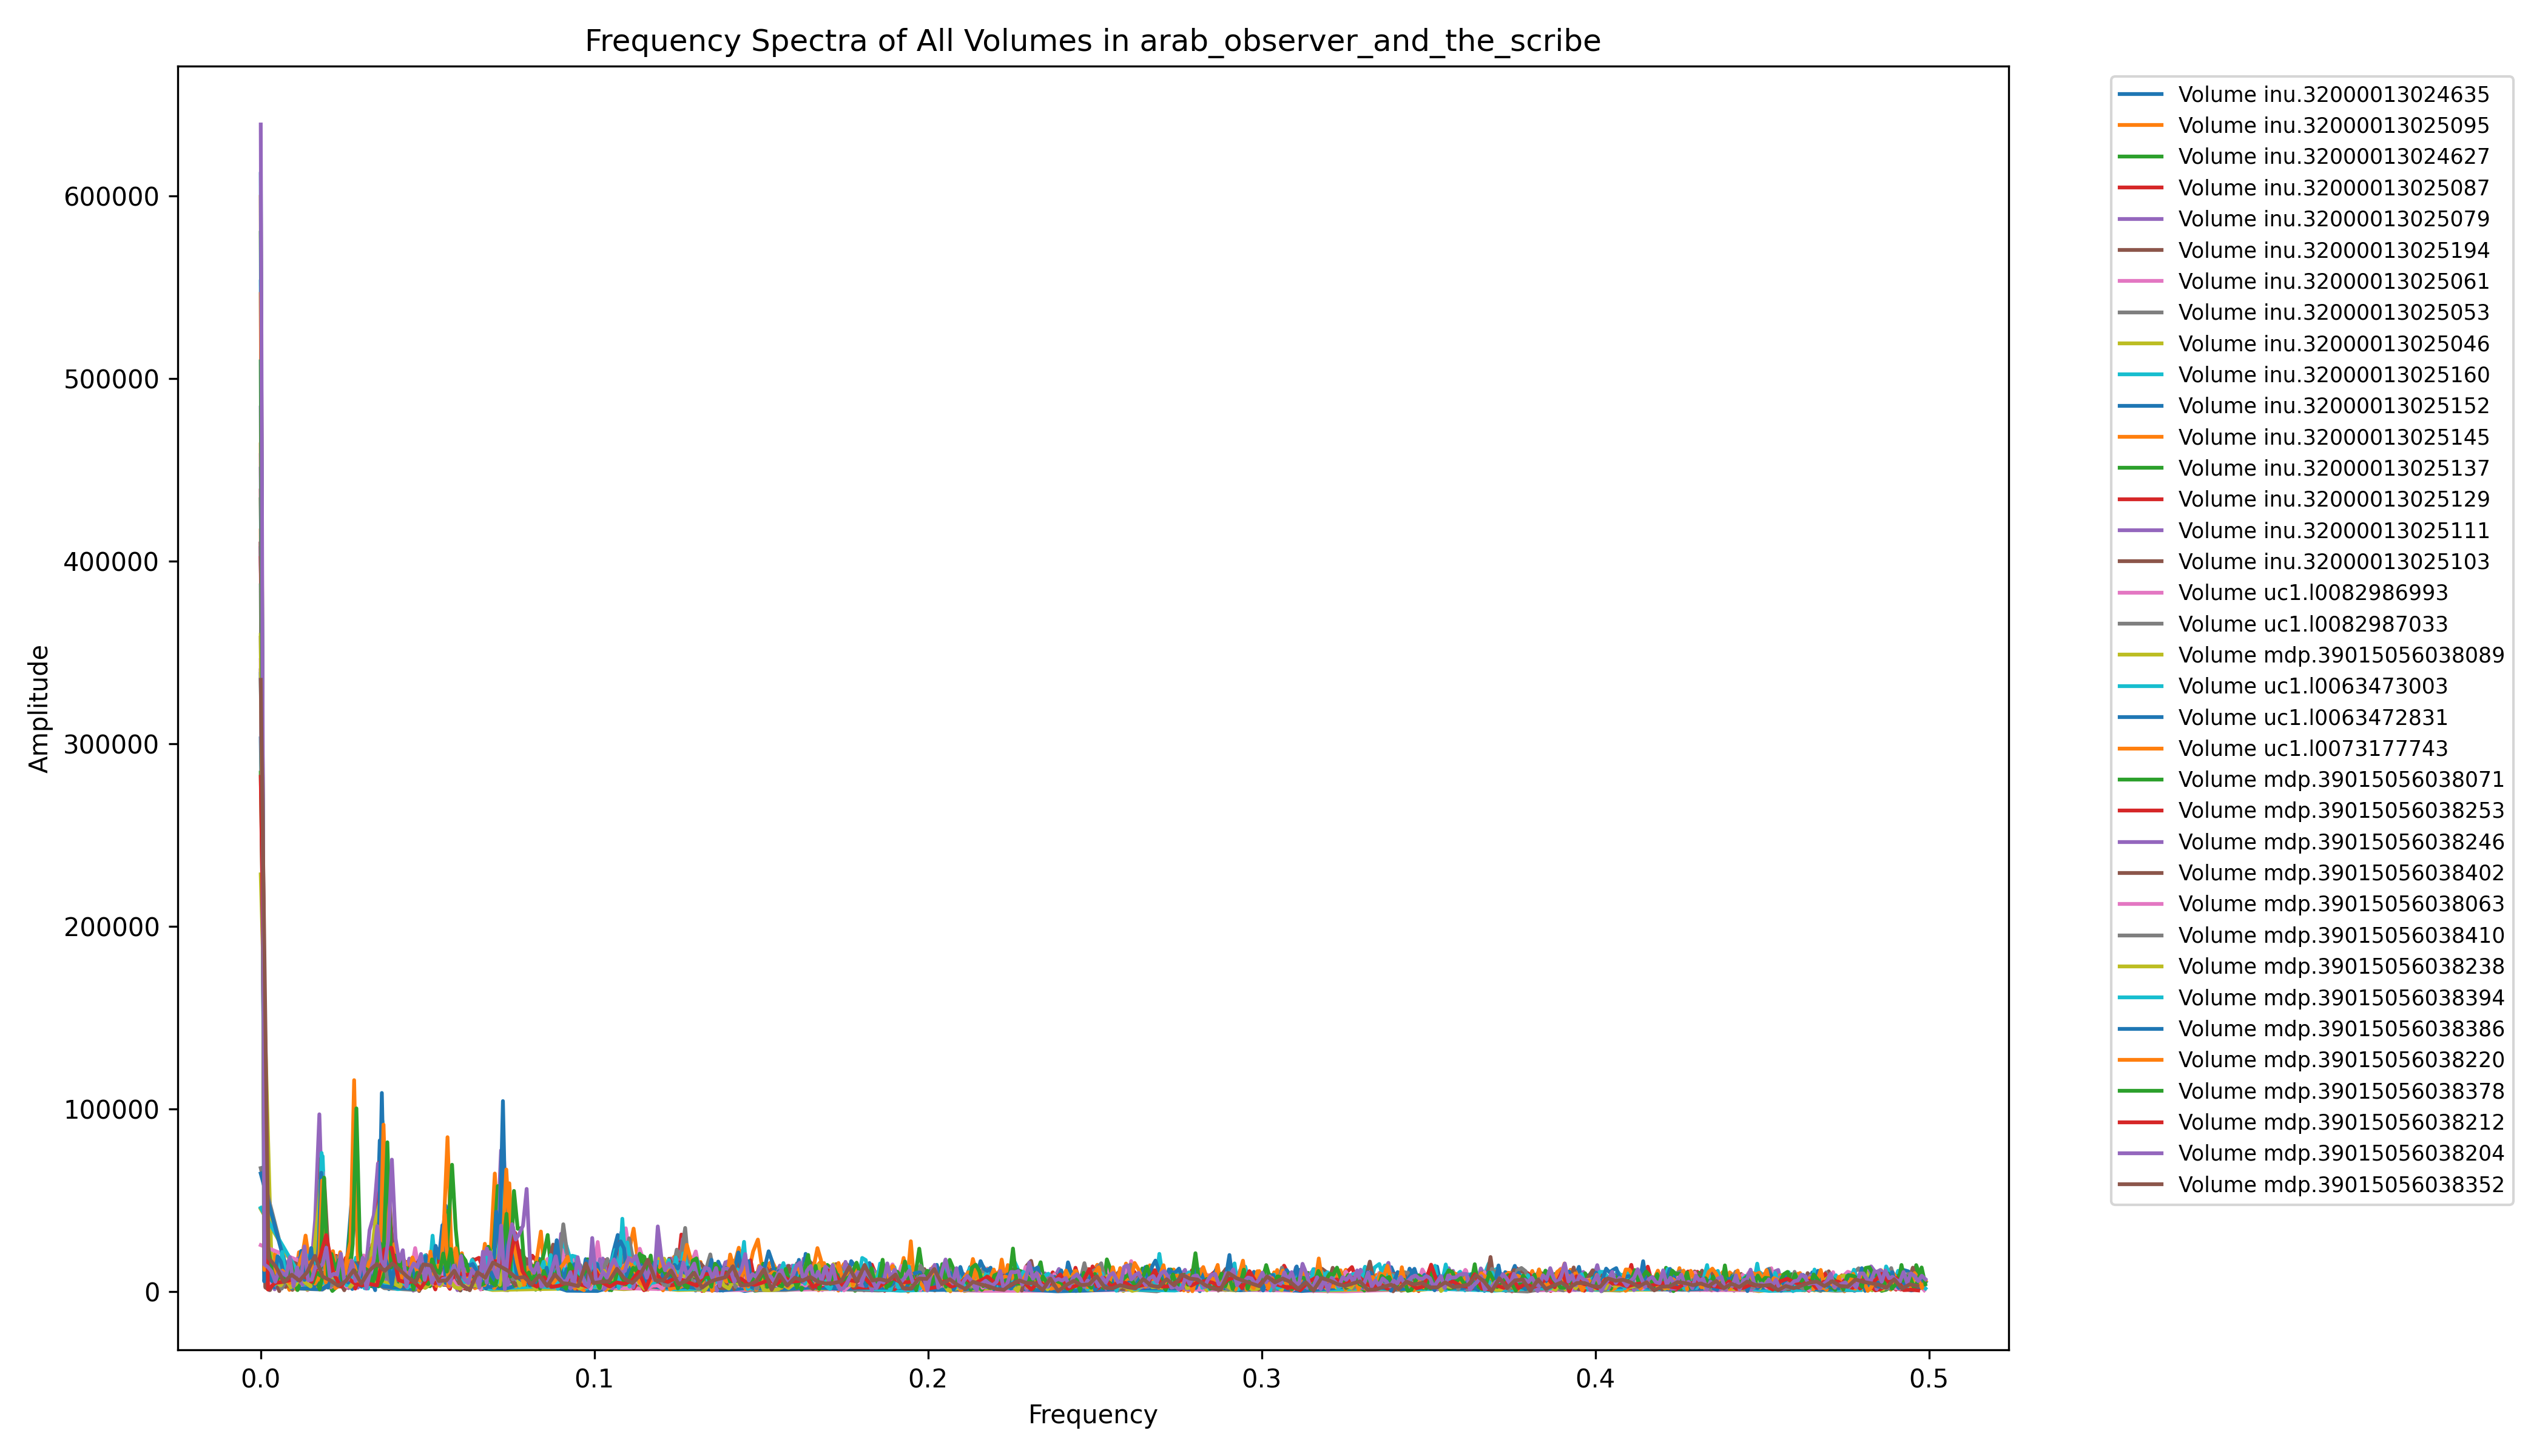 Frequency Spectra of All Volumes in arab_observer_and_the_scribe
Amplitude
600000
500000
400000
300000
200000
100000
0
0.0 0.1 0.2 0.3 0.4 0.5
Frequency
Volume inu.32000013024635
Volume inu.32000013025095
Volume inu.32000013024627
Volume inu.32000013025087
Volume inu.32000013025079
Volume inu.32000013025194
Volume inu.32000013025061
Volume inu.32000013025053
Volume inu.32000013025046
Volume inu.32000013025160
Volume inu.32000013025152
Volume inu.32000013025145
Volume inu.32000013025137
Volume inu.32000013025129
Volume inu.32000013025111
Volume inu.32000013025103
Volume uc1.l0082986993
Volume uc1.l0082987033
Volume mdp.39015056038089
Volume uc1.l0063473003
Volume uc1.l0063472831
Volume uc1.l0073177743
Volume mdp.39015056038071
Volume mdp.39015056038253
Volume mdp.39015056038246
Volume mdp.39015056038402
Volume mdp.39015056038063
Volume mdp.39015056038410
Volume mdp.39015056038238
Volume mdp.39015056038394
Volume mdp.39015056038386
Volume mdp.39015056038220
Volume mdp.39015056038378
Volume mdp.39015056038212
Volume mdp.39015056038204
Volume mdp.39015056038352